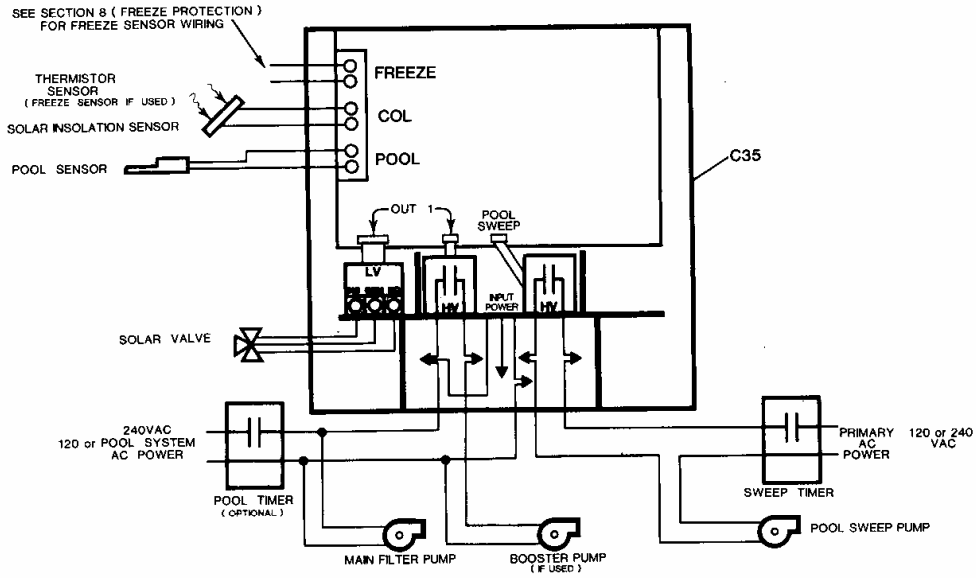 SEE SECTION 8 ( FREEZE PROTECTION )
FOR FREEZE SENSOR WIRING
THERMISTOR
SENSOR
( FREEZE SENSOR IF USED )
SOLAR INSOLATION SENSOR
POOL SENSOR
FREEZE
COL
POOL
C35
OUT 1
POOL
SWEEP
LV
HV
INPUT
POWER
HV
SOLAR VALVE
240VAC
120 or POOL SYSTEM
AC POWER
POOL TIMER
( OPTIONAL )
PRIMARY
AC
POWER
120 or 240
VAC
SWEEP TIMER
MAIN FILTER PUMP
BOOSTER PUMP
( IF USED )
POOL SWEEP PUMP